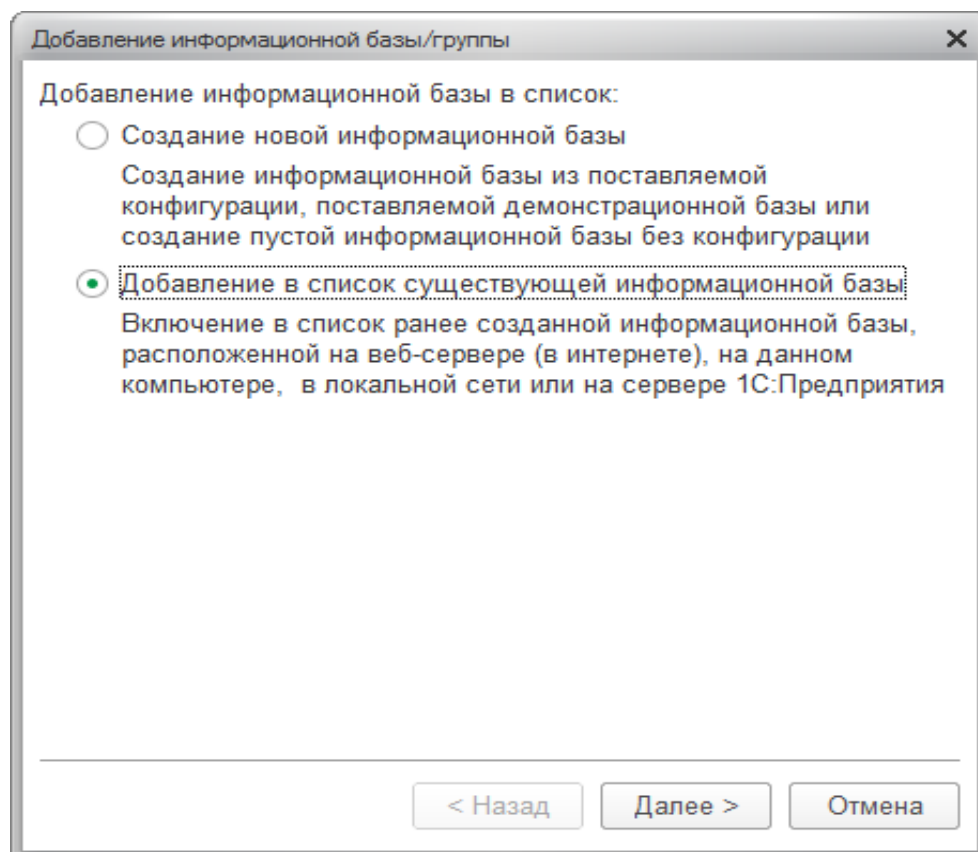 Добавление информационной базы/группы
Добавление информационной базы в список:
Создание новой информационной базы
Создание информационной базы из поставляемой
конфигурации, поставляемой демонстрационной базы или
создание пустой информационной базы без конфигурации
Добавление в список существующей информационной базы
Включение в список ранее созданной информационной базы,
расположенной на веб-сервере (в интернете), на данном
компьютере,  в локальной сети или на сервере 1С:Предприятия
< Назад Далее > Отмена